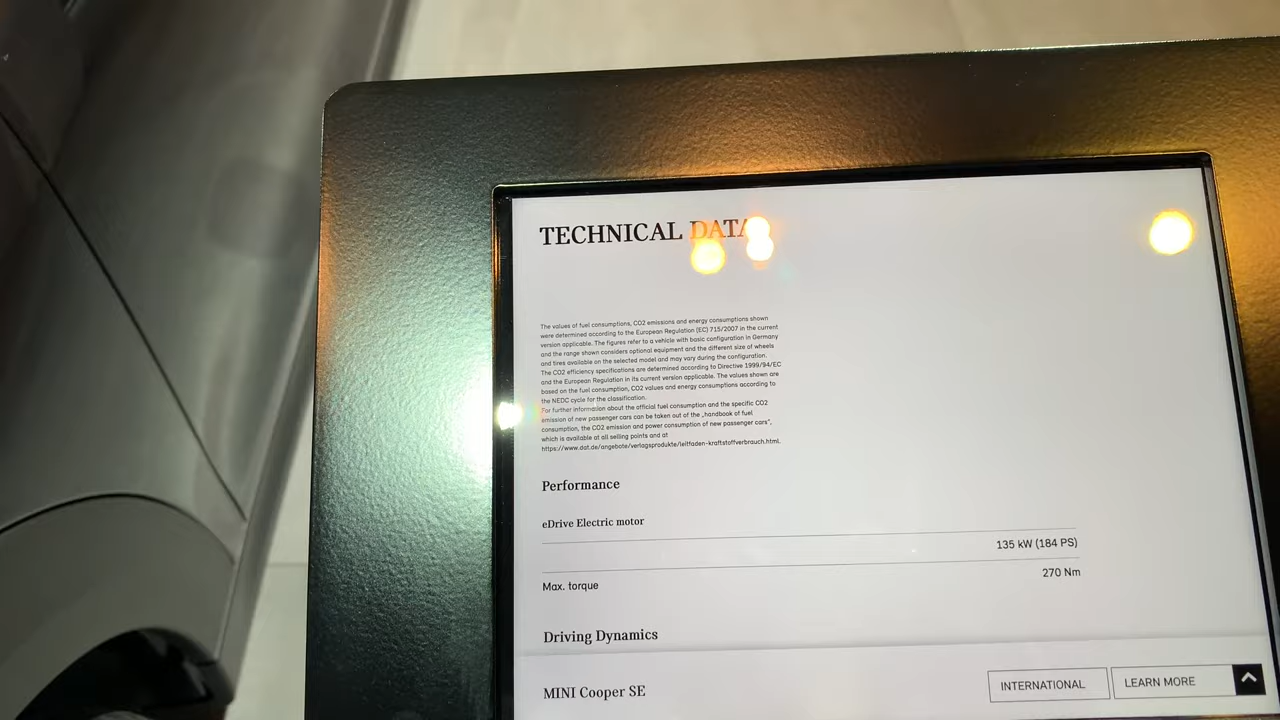 TECHNICAL DATA
The values of fuel consumptions, CO2 emissions and energy consumptions shown
were determined according to the European Regulation (EC) 715/2007 in the current
version applicable. The figures refer to a vehicle with basic configuration in Germany
and the range shown considers optional equipment and the different size of wheels
and tires available on the selected model and may vary during the configuration.
The CO2 efficiency specifications are determined according to Directive 1999/94/EC
and the European Regulation in its current version applicable. The values shown are
based on the fuel consumption, CO2 values and energy consumptions according to
the NEDC cycle for the classification.
For further information about the official fuel consumption and the specific CO2
emission of new passenger cars can be taken out of the „handbook of fuel
consumption, the CO2 emission and power consumption of new passenger cars",
which is available at all selling points and at
https://www.dat.de/angebote/verlagsprodukte/leitfaden-kraftstoffverbrauch.html.
Performance
eDrive Electric motor
135 kW (184 PS)
Max. torque 270 Nm
Driving Dynamics
MINI Cooper SE INTERNATIONAL LEARN MORE